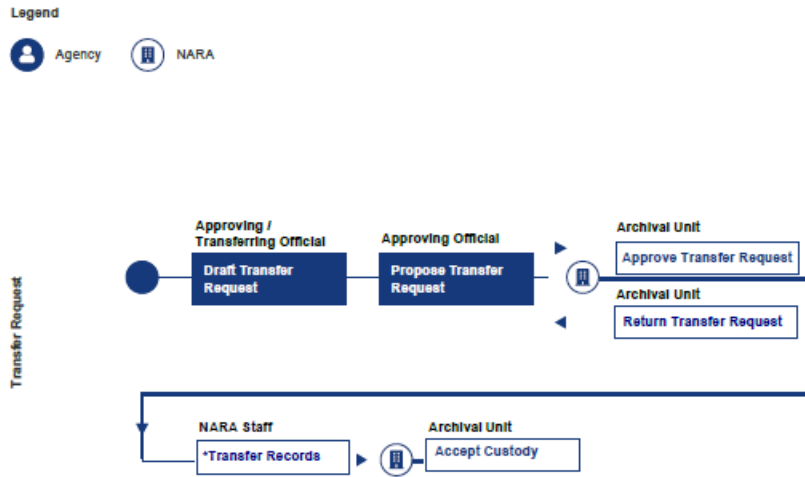 Legend
Agency
NARA
Transfer Request
Approving /
Transferring Official
Draft Transfer
Request
Approving Official
Propose Transfer
Request
Archival Unit
Approve Transfer Request
Archival Unit
Return Transfer Request
NARA Staff
*Transfer Records
Archival Unit
Accept Custody